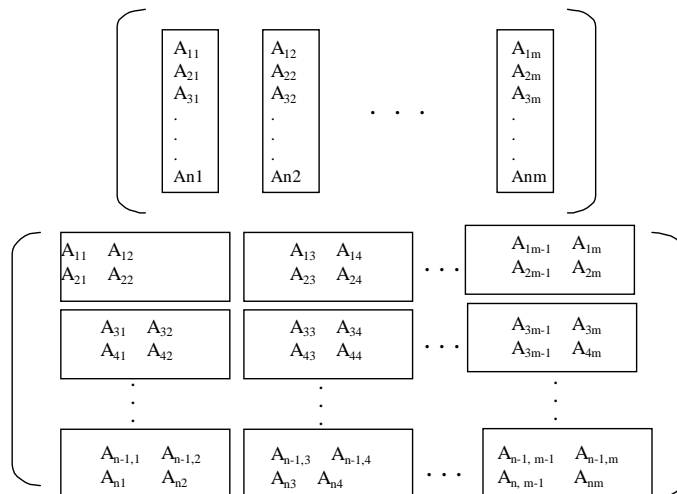 A11 A12 A1m
A21 A22 A2m
A31 A32 A3m
. . .
. . . . . .
. . .
An1 An2 Anm
A11 A12 A13 A14 A1m-1 A1m
A21 A22 A23 A24 . . . A2m-1 A2m
A31 A32 A33 A34 A3m-1 A3m
A41 A42 A43 A44 . . . A3m-1 A4m
. . .
. . .
. . .
An-1,1 An-1,2 An-1,3 An-1,4 An-1, m-1 An-1,m
An1 An2 An3 An4 . . . An, m-1 Anm